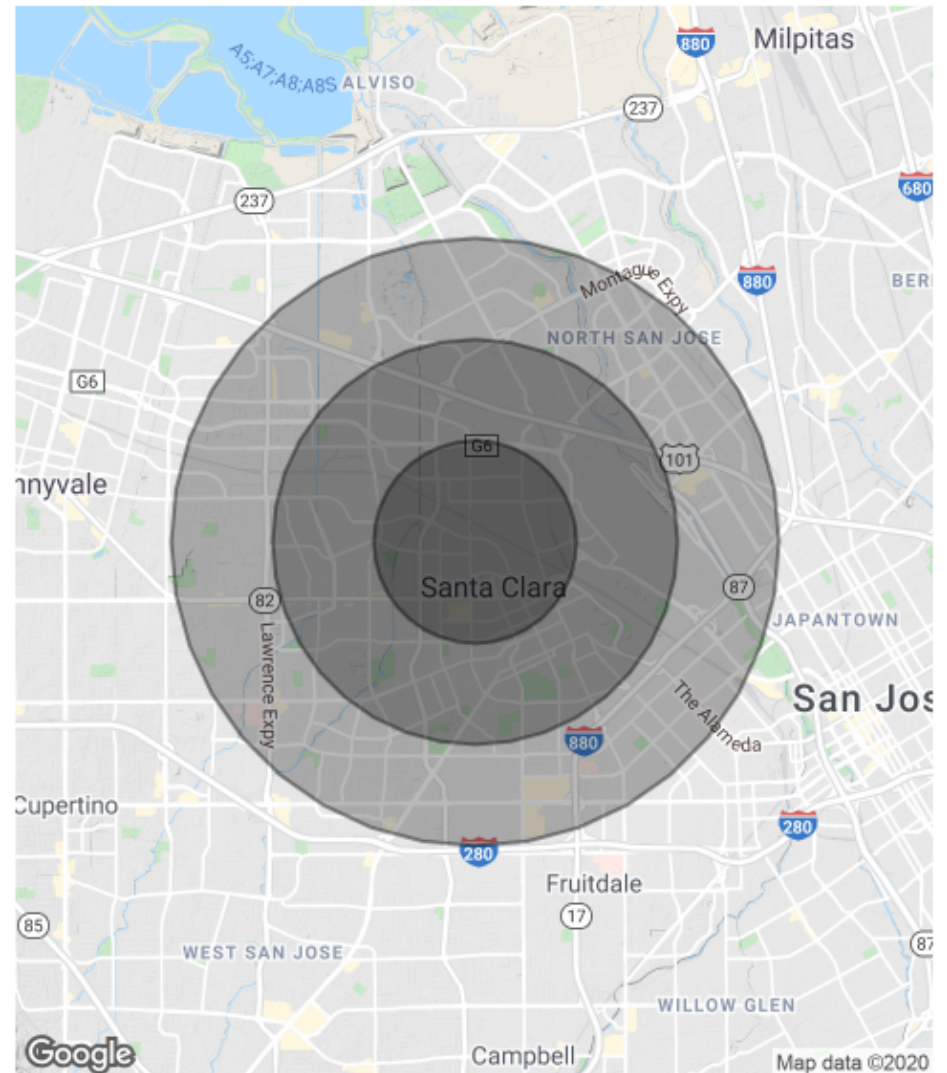 880
Milpitas
A5;A7;A8;A8S
ALVISO
237
680
237
880
Montague Expy
BER
NORTH SAN JOSE
G6
G6
101
nnyvale
Santa Clara
87
82
JAPANTOWN
Lawrence Expy
The Alameda
San Jos
880
Cupertino
280
280
Fruitdale
17
85
87
WEST SAN JOSE
WILLOW GLEN
Google
Campbell
Map data ©2020